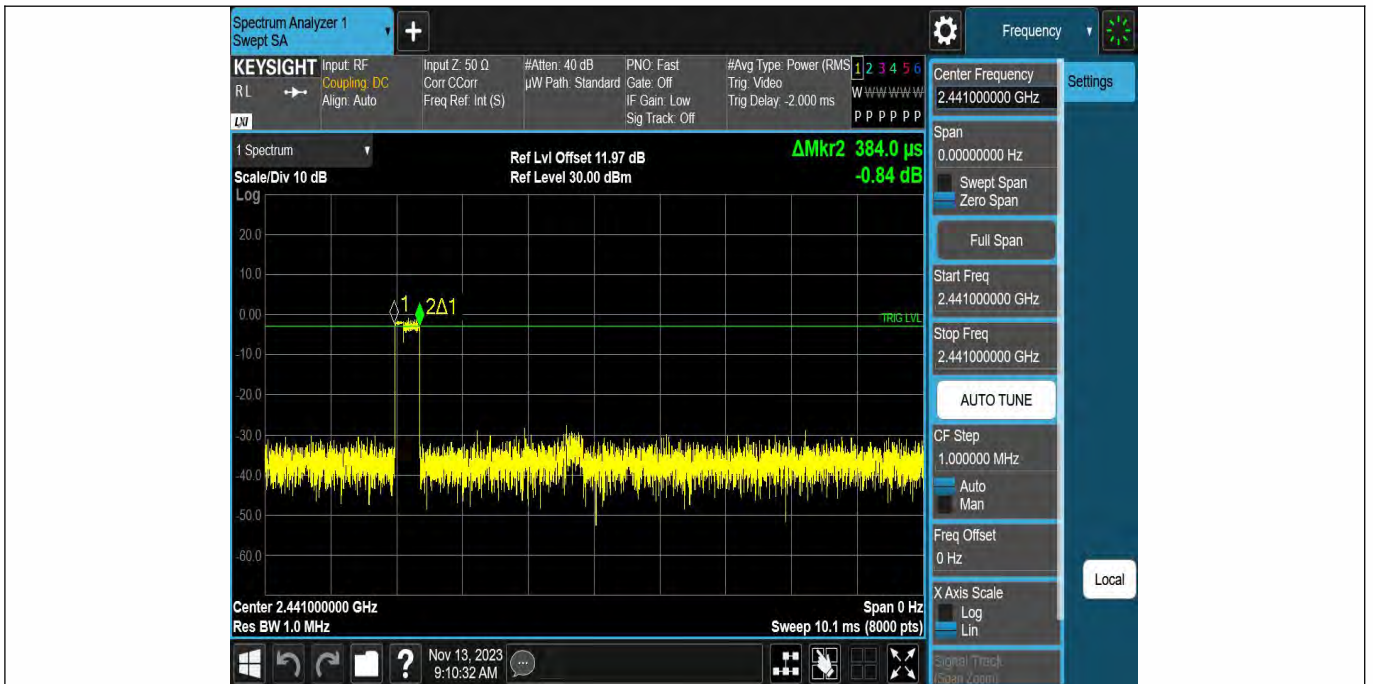 Spectrum Analyzer 1
Swept SA
+
Frequency
KEYSIGHT
RL
LXI
Input: RF
Coupling: DC
Align: Auto
Input Z: 50 Ω
Corr CCorr
Freq Ref: Int (S)
#Atten: 40 dB
µW Path: Standard
PNO: Fast
Gate: Off
IF Gain: Low
Sig Track: Off
#Avg Type: Power (RMS
Trig: Video
Trig Delay: -2.000 ms
1 2 3 4 5 6
W W W W W W
P P P P P P
1 Spectrum
Scale/Div 10 dB
Log
Ref Lvl Offset 11.97 dB
Ref Level 30.00 dBm
ΔMkr2 384.0 µs
-0.84 dB
20.0
10.0
0.00
-10.0
-20.0
-30.0
-40.0
-50.0
-60.0
1
2Δ1
TRIG LVL
Center 2.441000000 GHz
Res BW 1.0 MHz
Span 0 Hz
Sweep 10.1 ms (8000 pts)
Center Frequency
2.441000000 GHz
Settings
Span
0.00000000 Hz
Swept Span
Zero Span
Full Span
Start Freq
2.441000000 GHz
Stop Freq
2.441000000 GHz
AUTO TUNE
CF Step
1.000000 MHz
Auto
Man
Freq Offset
0 Hz
X Axis Scale
Log
Lin
Signal Track
(Span Zoom)
Local
?
Nov 13, 2023
9:10:32 AM